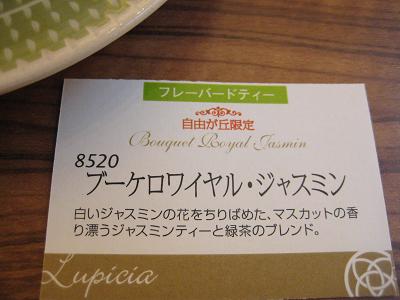 フレーバードティー
自由が丘限定
Bouquet Royal Jasmin
8520
ブーケロワイヤル・ジャスミン
白いジャスミンの花をちりばめた、マスカットの香
り漂うジャスミンティーと緑茶のブレンド。
Lupicia